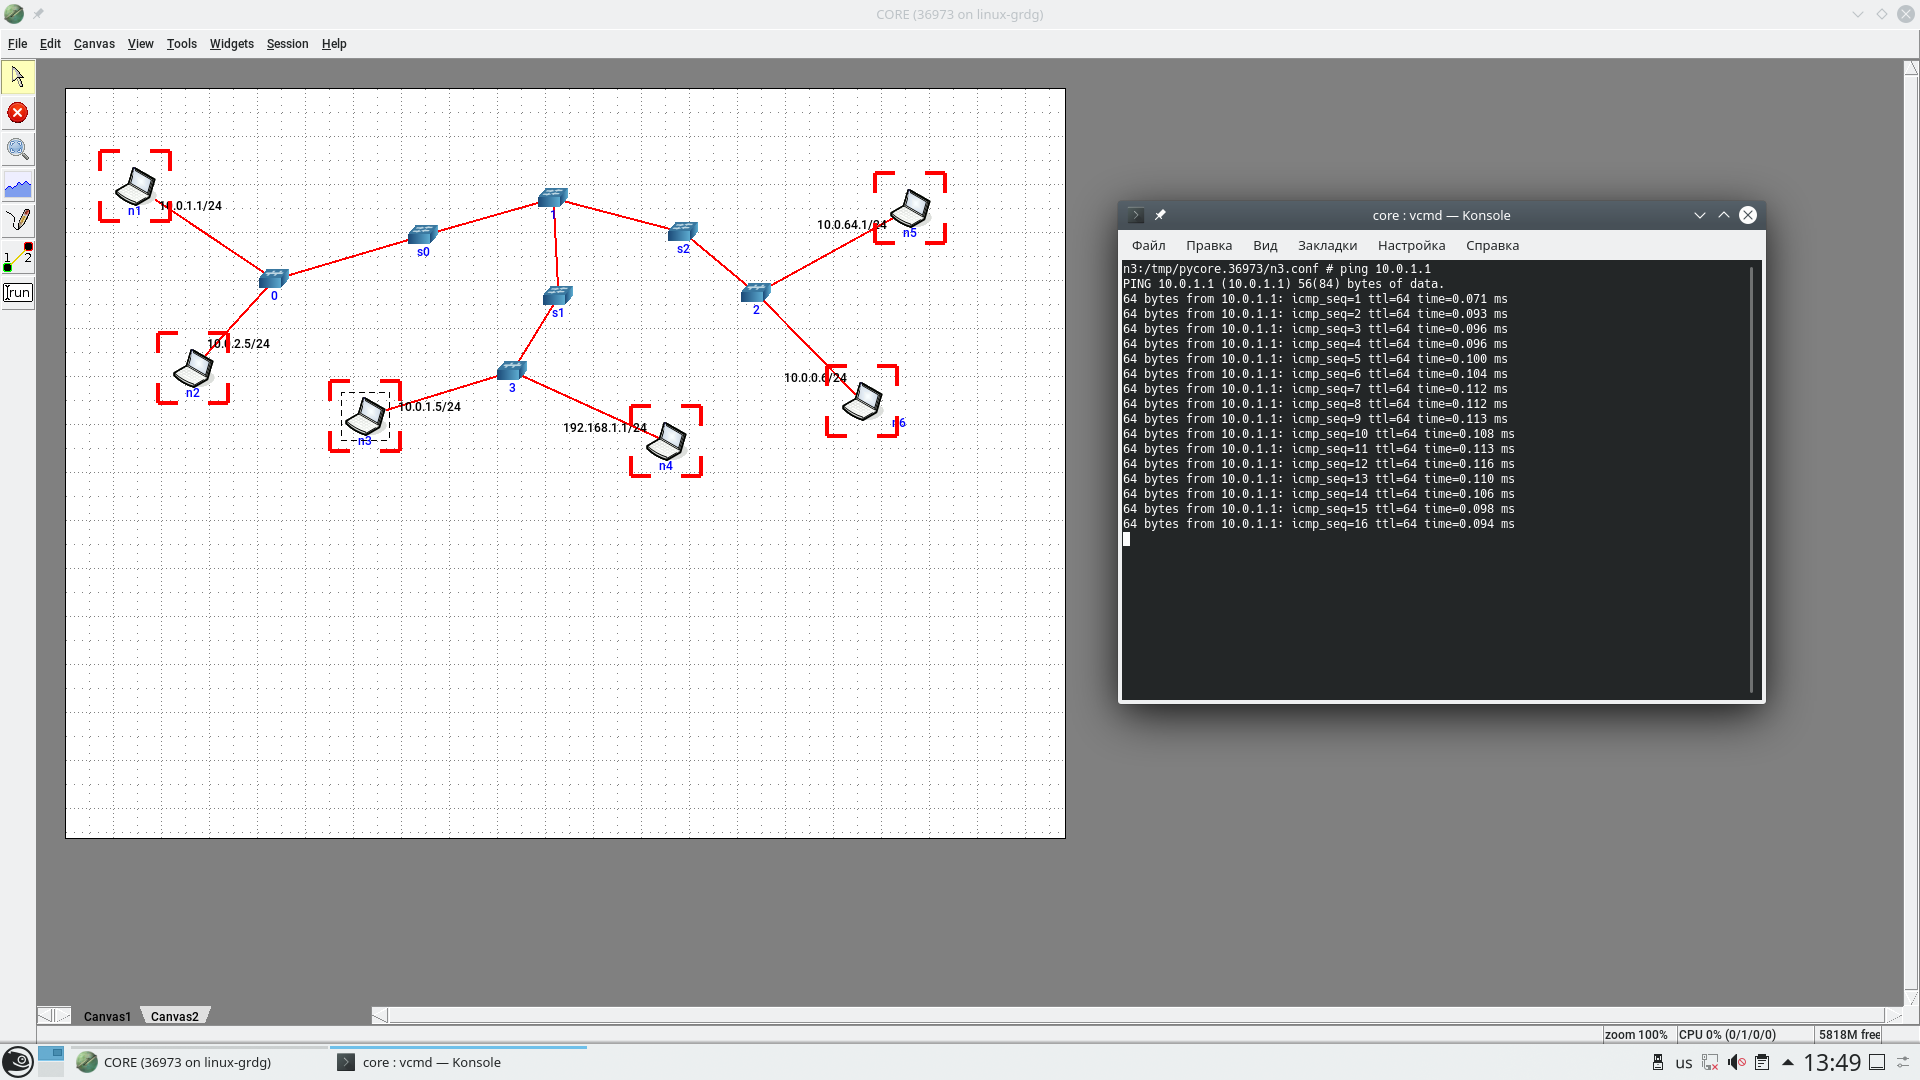 CORE (36973 on linux-grdg)
File Edit Canvas View Tools Widgets Session Help
n1
10.0.1.1/24
0
s0
1
s2
10.0.64.1/24
n5
s1
2
10.0.2.5/24
n2
3
10.0.0.6/24
n6
10.0.1.5/24
n3
192.168.1.1/24
n4
1 2
run
core : vcmd — Konsole
Файл Правка Вид Закладки Настройка Справка
n3:/tmp/pycore.36973/n3.conf # ping 10.0.1.1
PING 10.0.1.1 (10.0.1.1) 56(84) bytes of data.
64 bytes from 10.0.1.1: icmp_seq=1 ttl=64 time=0.071 ms
64 bytes from 10.0.1.1: icmp_seq=2 ttl=64 time=0.093 ms
64 bytes from 10.0.1.1: icmp_seq=3 ttl=64 time=0.096 ms
64 bytes from 10.0.1.1: icmp_seq=4 ttl=64 time=0.096 ms
64 bytes from 10.0.1.1: icmp_seq=5 ttl=64 time=0.100 ms
64 bytes from 10.0.1.1: icmp_seq=6 ttl=64 time=0.104 ms
64 bytes from 10.0.1.1: icmp_seq=7 ttl=64 time=0.112 ms
64 bytes from 10.0.1.1: icmp_seq=8 ttl=64 time=0.112 ms
64 bytes from 10.0.1.1: icmp_seq=9 ttl=64 time=0.113 ms
64 bytes from 10.0.1.1: icmp_seq=10 ttl=64 time=0.108 ms
64 bytes from 10.0.1.1: icmp_seq=11 ttl=64 time=0.113 ms
64 bytes from 10.0.1.1: icmp_seq=12 ttl=64 time=0.116 ms
64 bytes from 10.0.1.1: icmp_seq=13 ttl=64 time=0.110 ms
64 bytes from 10.0.1.1: icmp_seq=14 ttl=64 time=0.106 ms
64 bytes from 10.0.1.1: icmp_seq=15 ttl=64 time=0.098 ms
64 bytes from 10.0.1.1: icmp_seq=16 ttl=64 time=0.094 ms
Canvas1 Canvas2
zoom 100% CPU 0% (0/1/0/0) 5818M free
CORE (36973 on linux-grdg) core : vcmd — Konsole us 13:49